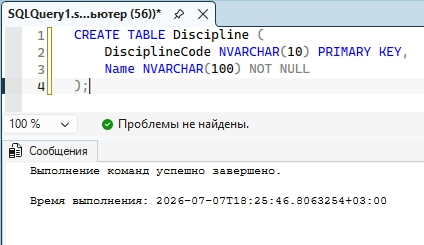 SQLQuery1.s...ьютер (56))*
1 CREATE TABLE Discipline (
2 DisciplineCode NVARCHAR(10) PRIMARY KEY,
3 Name NVARCHAR(100) NOT NULL
4 );
100 %
Проблемы не найдены.
Сообщения
Выполнение команд успешно завершено.
Время выполнения: 2026-07-07T18:25:46.8063254+03:00